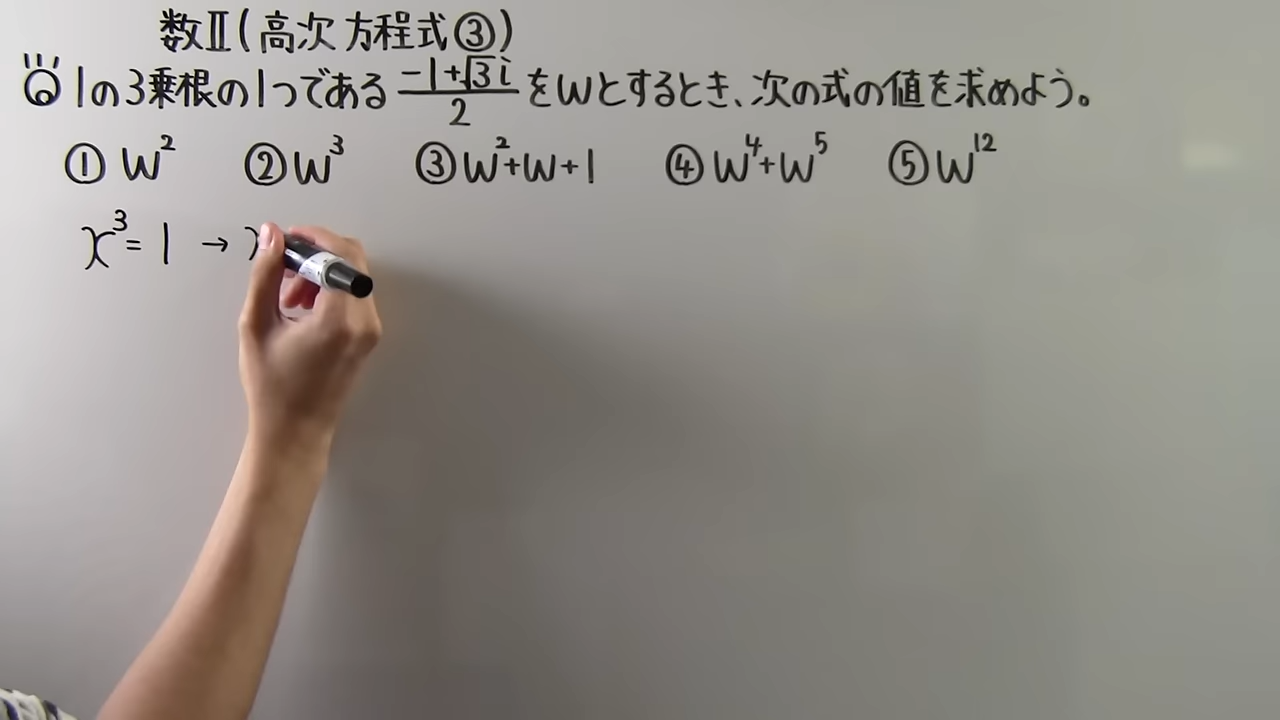 数Ⅱ(高次方程式③)
Q 1の3乗根の1つである (-1+√3i)/2 をwとするとき、次の式の値を求めよう。
① w² ② w³ ③ w²+w+1 ④ w⁴+w⁵ ⑤ w¹²
x³=1 →